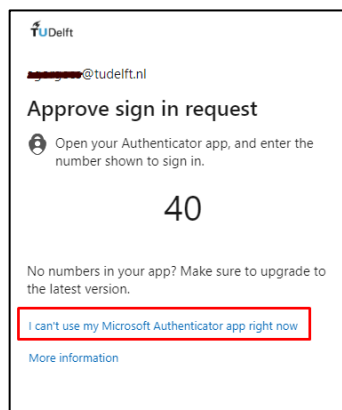 TUDelft
@tudelft.nl
Approve sign in request
Open your Authenticator app, and enter the
number shown to sign in.
40
No numbers in your app? Make sure to upgrade to
the latest version.
I can't use my Microsoft Authenticator app right now
More information